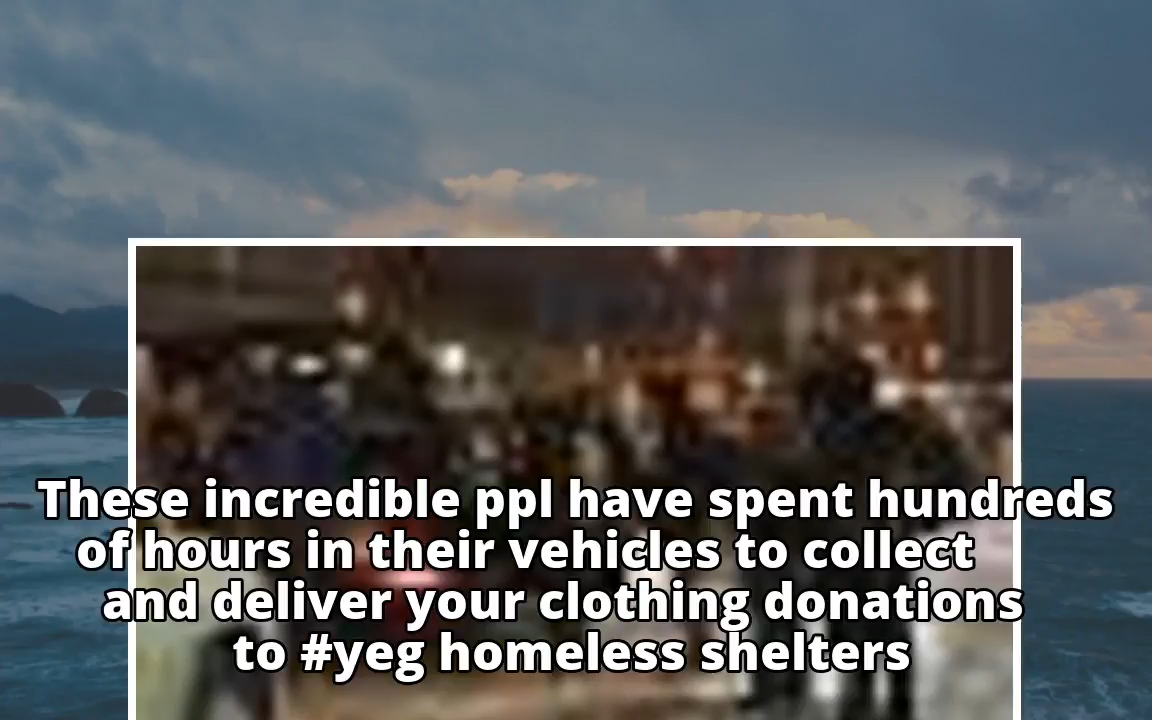 These incredible ppl have spent hundreds
of hours in their vehicles to collect
and deliver your clothing donations
to #yeg homeless shelters